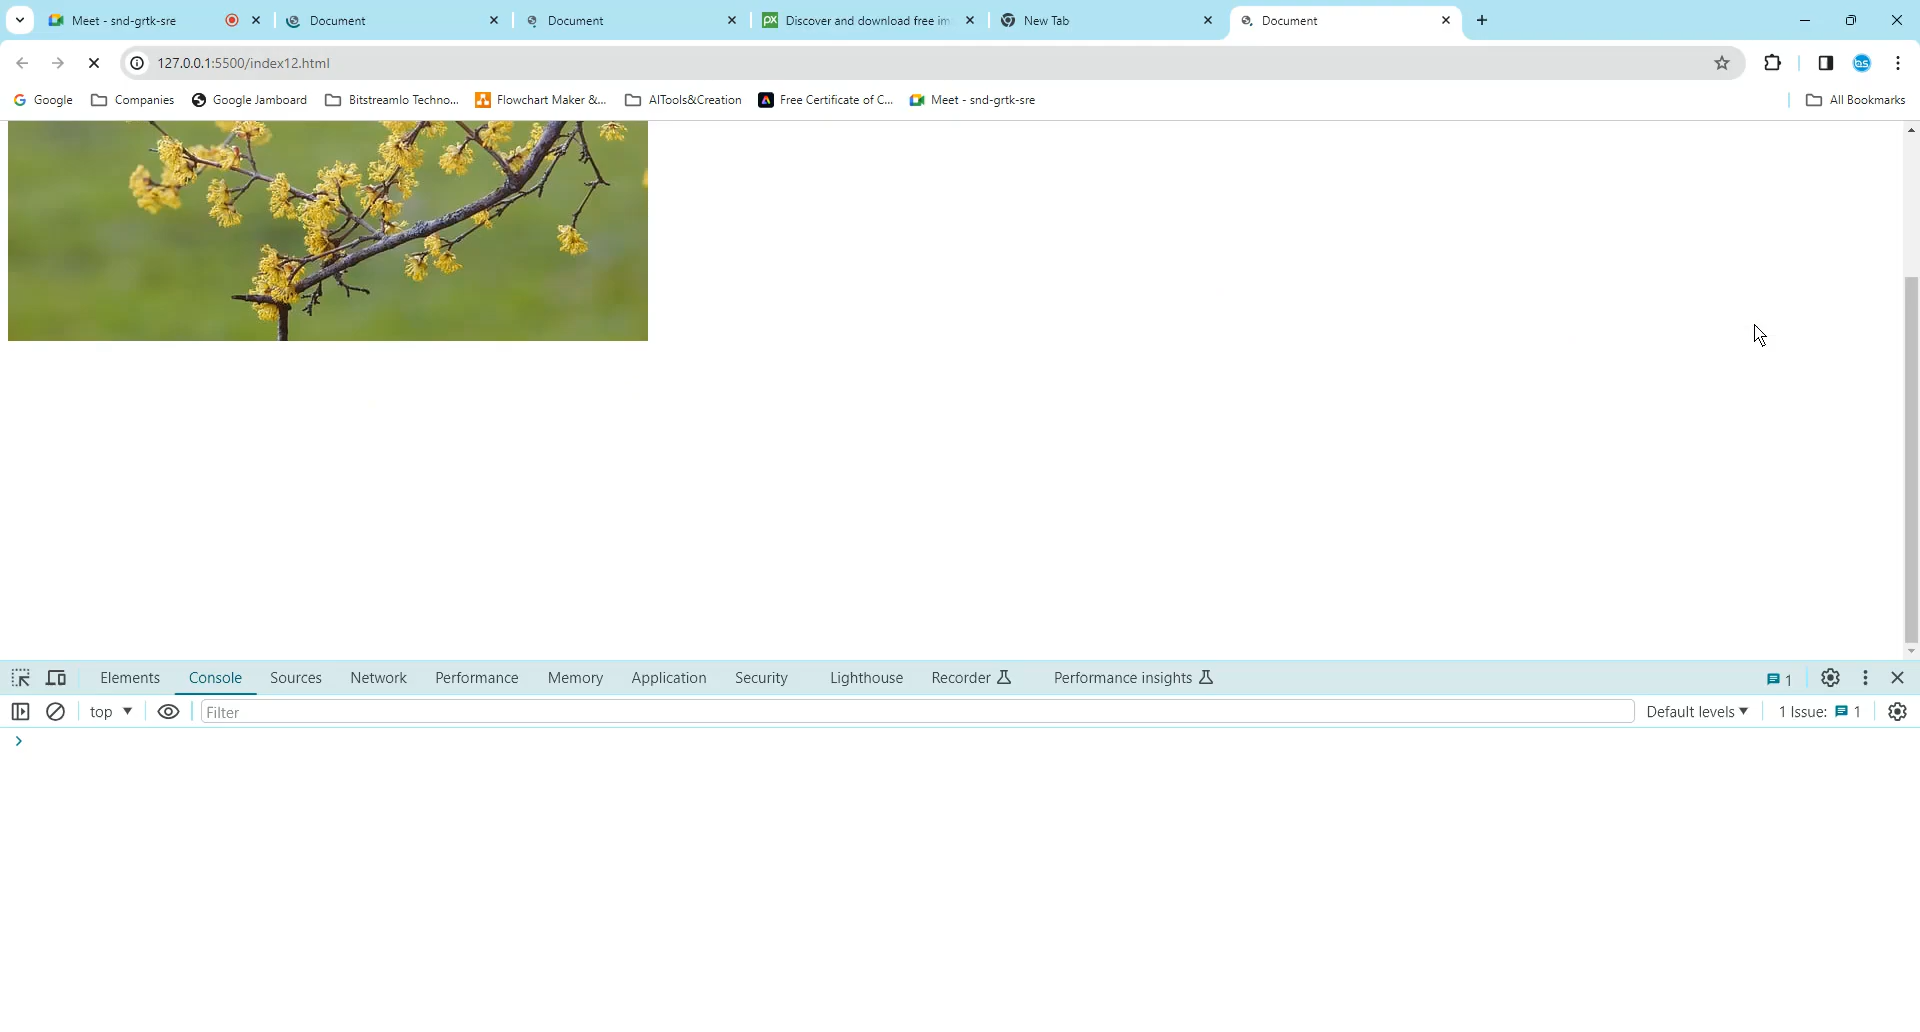 Meet - snd-grtk-sre
Document
Document
Discover and download free im
New Tab
Document
127.0.0.1:5500/index12.html
Google
Companies
Google Jamboard
Bitstreamlo Techno...
Flowchart Maker &...
AITools&Creation
Free Certificate of C...
Meet - snd-grtk-sre
All Bookmarks
Elements
Console
Sources
Network
Performance
Memory
Application
Security
Lighthouse
Recorder
Performance insights
1
top
Filter
Default levels
1 Issue: 1